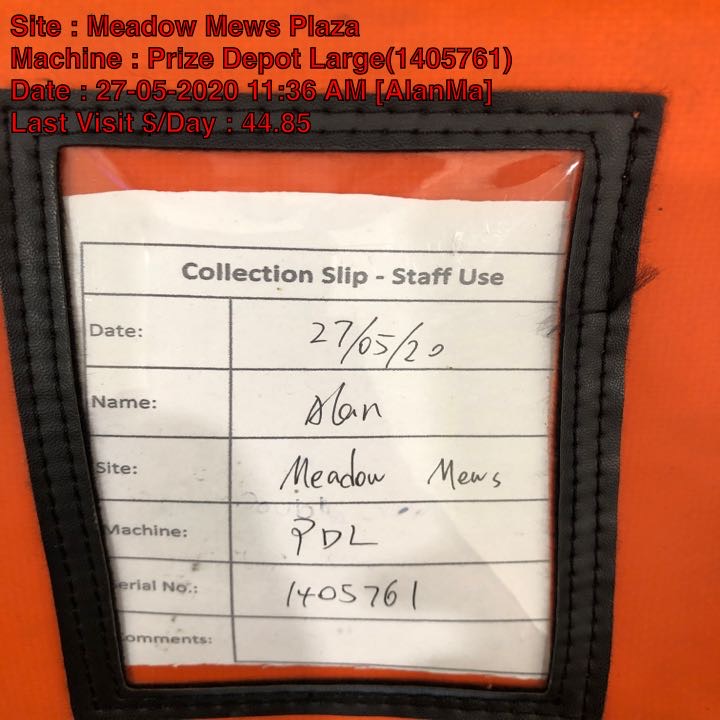 Site : Meadow Mews Plaza
Machine : Prize Depot Large(1405761)
Date : 27-05-2020 11:36 AM [AlanMa]
Last Visit $/Day : 44.85
Collection Slip - Staff Use
Date: 27/05/20
Name: Alan
Site: Meadow Mews
Machine: PDL
erial No.: 1405761
omments: